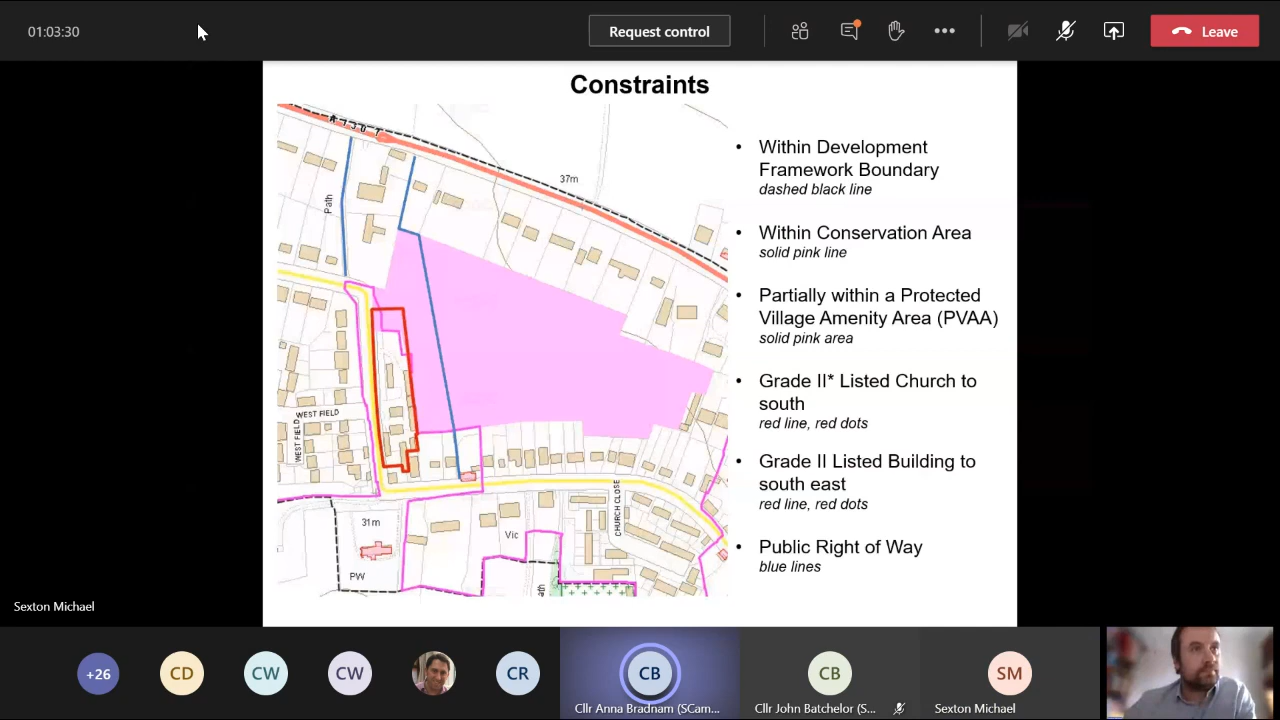 01:03:30
Request control
Leave
Constraints
37m
Path
WEST FIELD
WEST FIELD
CHURCH CLOSE
31m
Vic
PW
• Within Development
Framework Boundary
dashed black line
• Within Conservation Area
solid pink line
• Partially within a Protected
Village Amenity Area (PVAA)
solid pink area
• Grade II* Listed Church to
south
red line, red dots
• Grade II Listed Building to
south east
red line, red dots
• Public Right of Way
blue lines
Sexton Michael
+26
CD
CW
CW
CR
CB
Cllr Anna Bradnam (SCam...
CB
Cllr John Batchelor (S...
SM
Sexton Michael